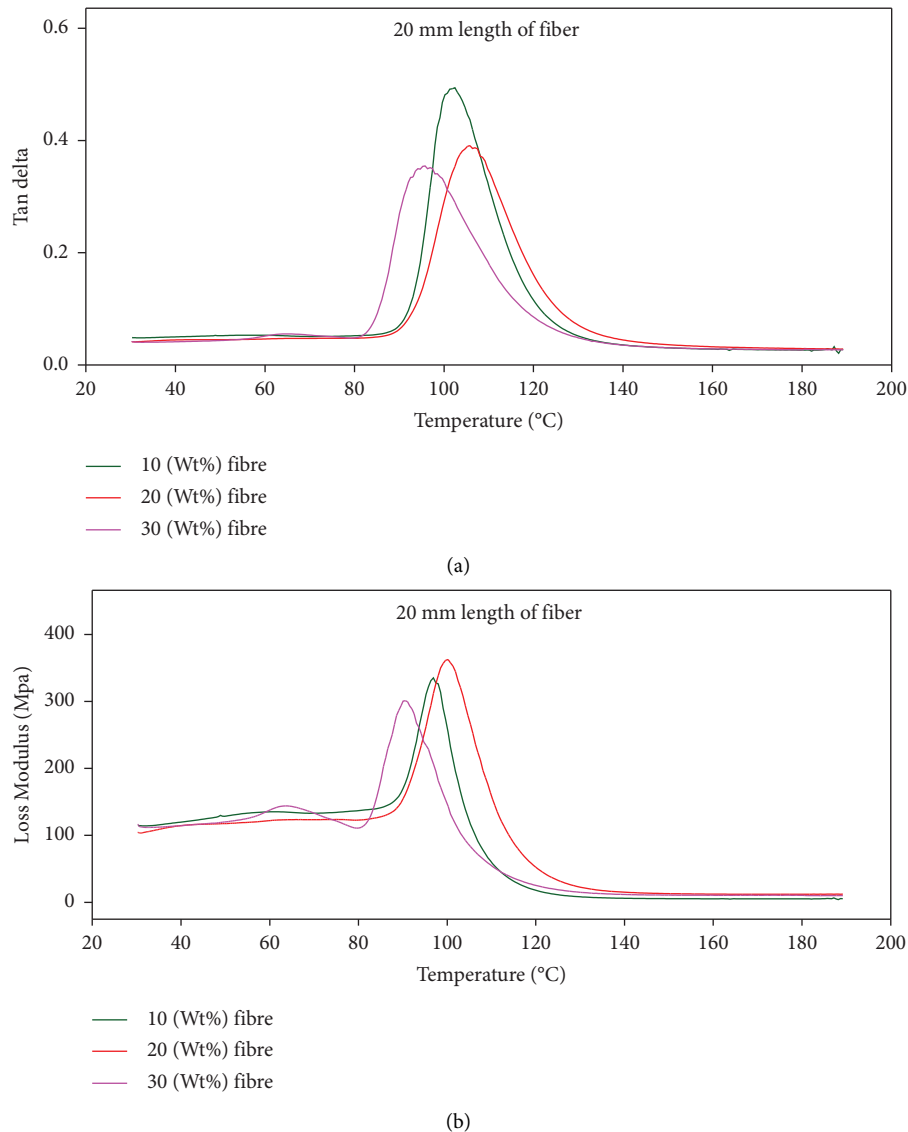 20 mm length of fiber
0.6
0.4
0.2
0.0
Tan delta
20 40 60 80 100 120 140 160 180 200
Temperature (°C)
10 (Wt%) fibre
20 (Wt%) fibre
30 (Wt%) fibre
(a)
20 mm length of fiber
400
300
200
100
0
Loss Modulus (Mpa)
20 40 60 80 100 120 140 160 180 200
Temperature (°C)
10 (Wt%) fibre
20 (Wt%) fibre
30 (Wt%) fibre
(b)